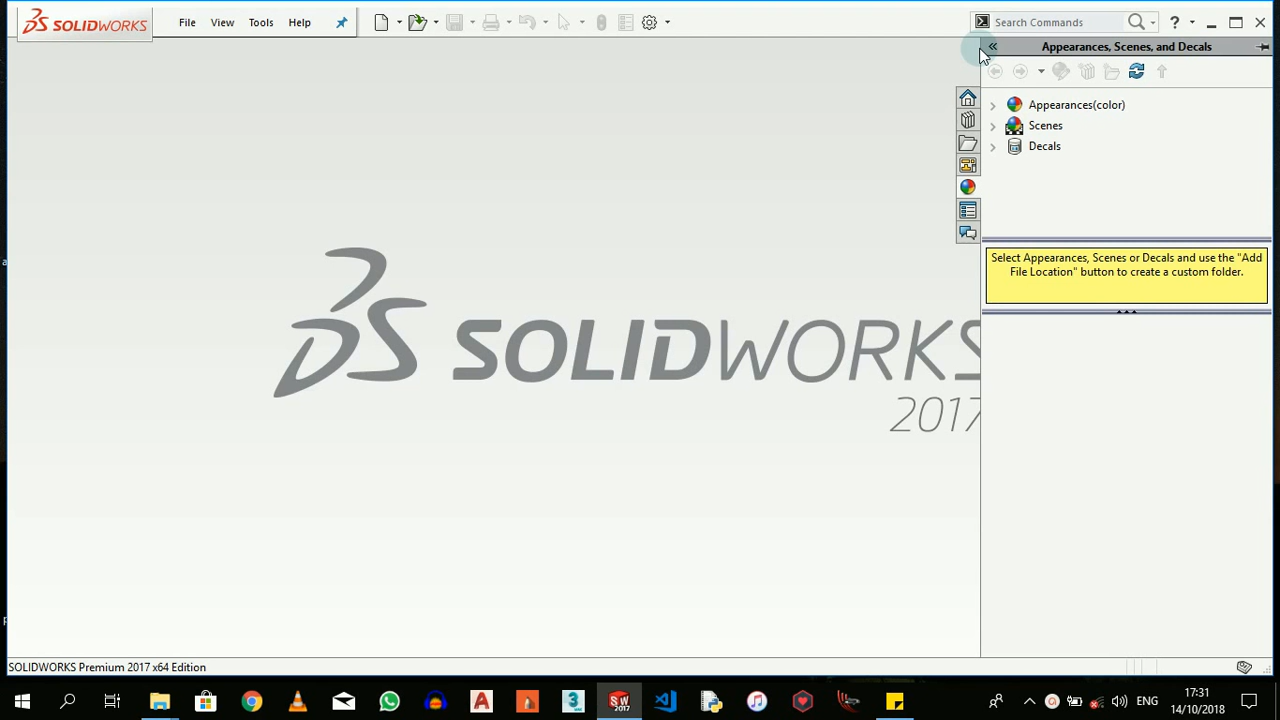 SOLIDWORKS
File View Tools Help
Search Commands
?
Appearances, Scenes, and Decals
Appearances(color)
Scenes
Decals
Select Appearances, Scenes or Decals and use the "Add
File Location" button to create a custom folder.
SOLIDWORKS
2017
SOLIDWORKS Premium 2017 x64 Edition
ENG
17:31
14/10/2018